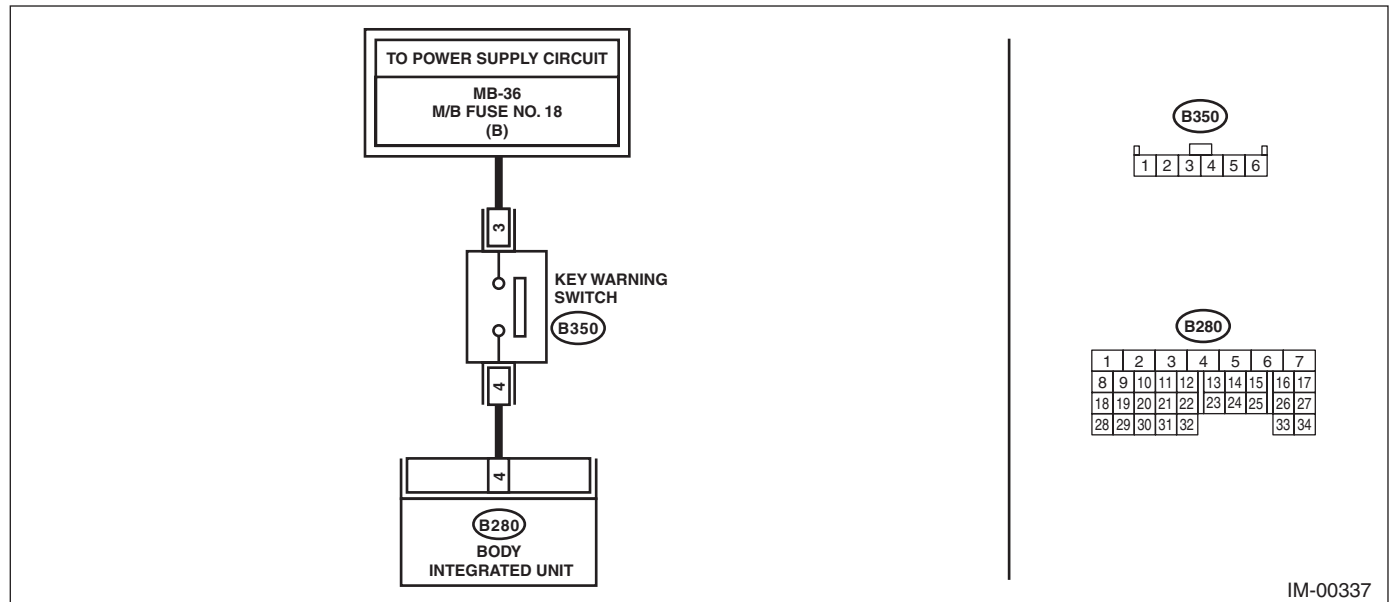 TO POWER SUPPLY CIRCUIT
MB-36
M/B FUSE NO. 18
(B)
3
KEY WARNING
SWITCH
B350
4
4
B280
BODY
INTEGRATED UNIT
B350
1 2 3 4 5 6
B280
1 2 3 4 5 6 7
8 9 10 11 12 13 14 15 16 17
18 19 20 21 22 23 24 25 26 27
28 29 30 31 32 33 34
IM-00337